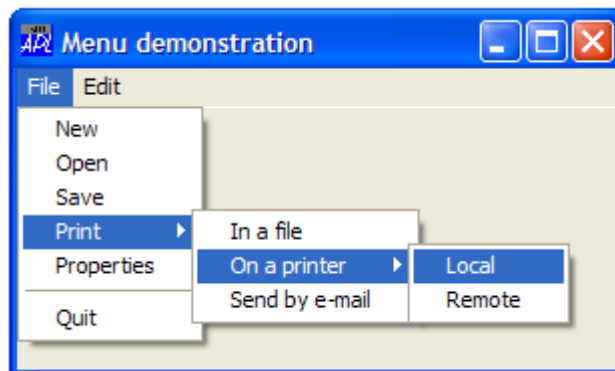 Menu demonstration
File Edit
New
Open
Save
Print
Properties
Quit
In a file
On a printer
Send by e-mail
Local
Remote